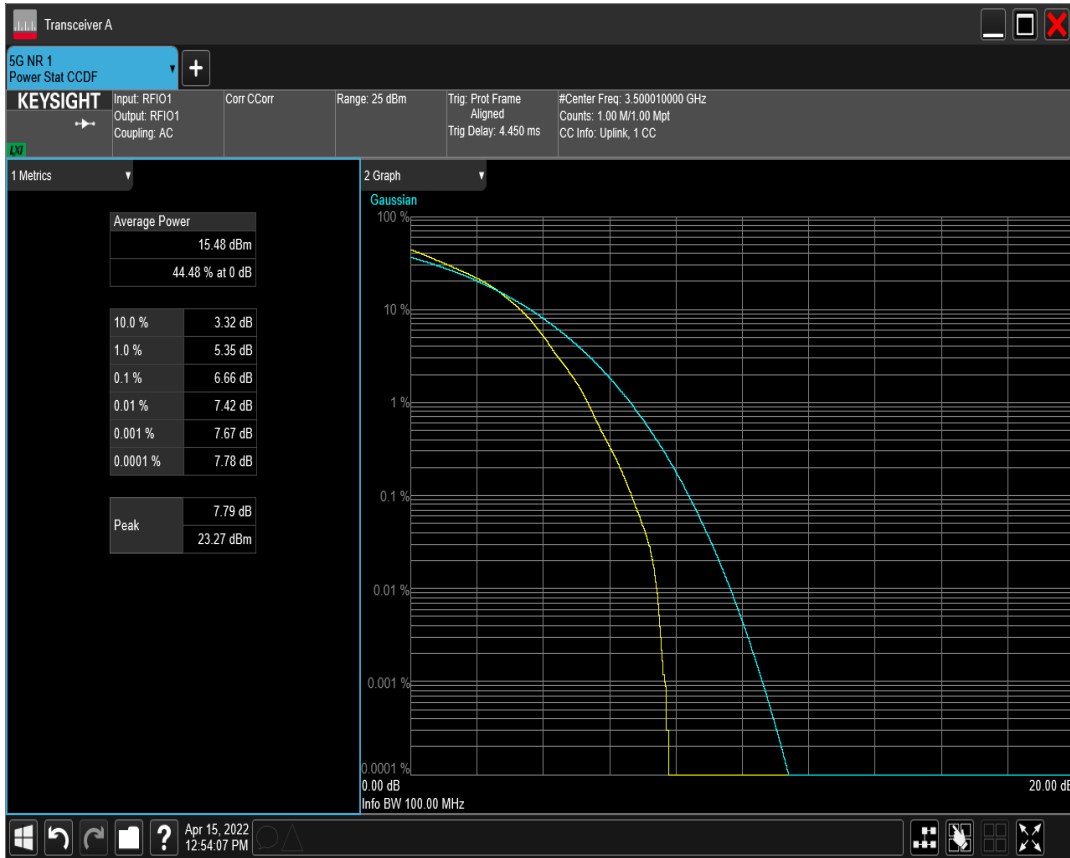 Transceiver A
5G NR 1
Power Stat CCDF
KEYSIGHT
LXI
Input: RFIO1
Output: RFIO1
Coupling: AC
Corr CCorr
Range: 25 dBm
Trig: Prot Frame
Aligned
Trig Delay: 4.450 ms
#Center Freq: 3.500010000 GHz
Counts: 1.00 M/1.00 Mpt
CC Info: Uplink, 1 CC
1 Metrics
Average Power
15.48 dBm
44.48 % at 0 dB
10.0 % 3.32 dB
1.0 % 5.35 dB
0.1 % 6.66 dB
0.01 % 7.42 dB
0.001 % 7.67 dB
0.0001 % 7.78 dB
Peak
7.79 dB
23.27 dBm
2 Graph
Gaussian
100 %
10 %
1 %
0.1 %
0.01 %
0.001 %
0.0001 %
0.00 dB 20.00 dB
Info BW 100.00 MHz
? Apr 15, 2022
12:54:07 PM